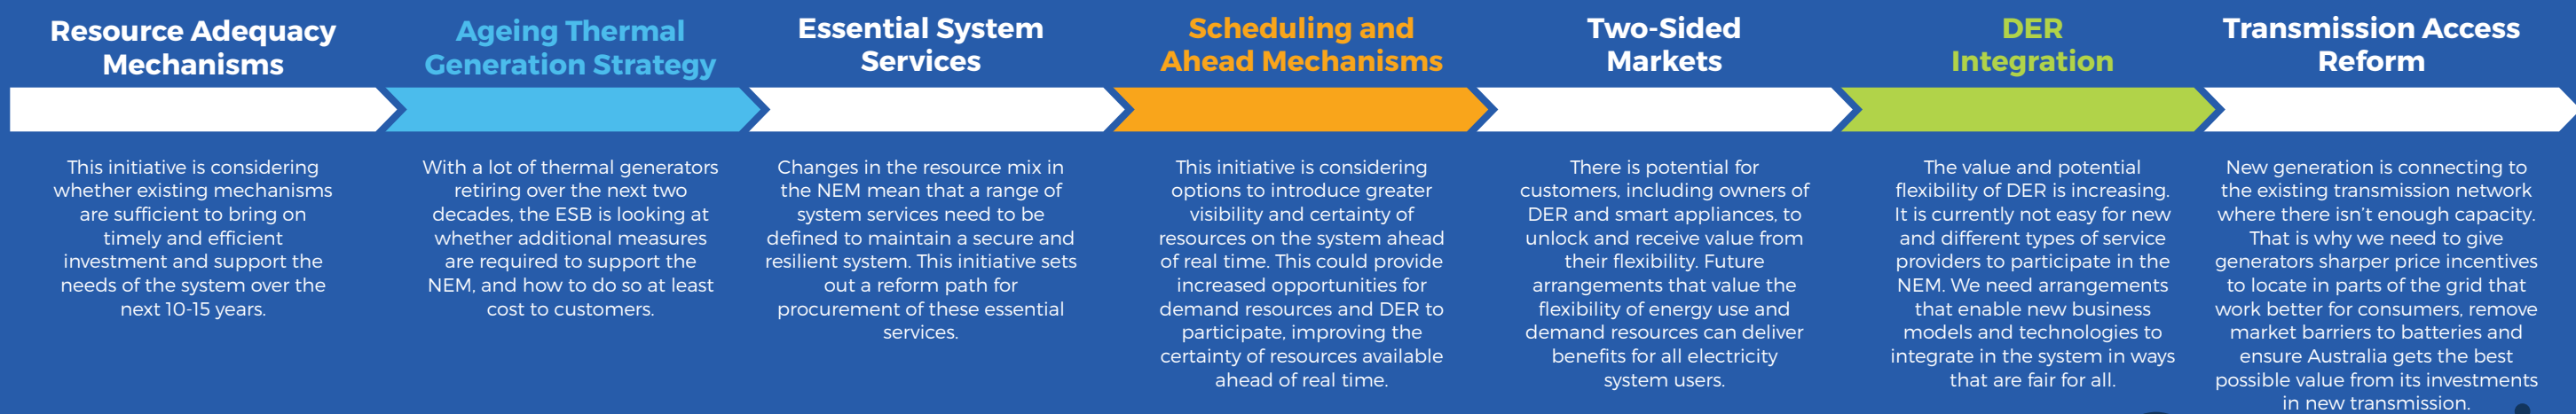 Resource Adequacy
Mechanisms
This initiative is considering
whether existing mechanisms
are sufficient to bring on
timely and efficient
investment and support the
needs of the system over the
next 10-15 years.
Ageing Thermal
Generation Strategy
With a lot of thermal generators
retiring over the next two
decades, the ESB is looking at
whether additional measures
are required to support the
NEM, and how to do so at least
cost to customers.
Essential System
Services
Changes in the resource mix in
the NEM mean that a range of
system services need to be
defined to maintain a secure and
resilient system. This initiative sets
out a reform path for
procurement of these essential
services.
Scheduling and
Ahead Mechanisms
This initiative is considering
options to introduce greater
visibility and certainty of
resources on the system ahead
of real time. This could provide
increased opportunities for
demand resources and DER to
participate, improving the
certainty of resources available
ahead of real time.
Two-Sided
Markets
There is potential for
customers, including owners of
DER and smart appliances, to
unlock and receive value from
their flexibility. Future
arrangements that value the
flexibility of energy use and
demand resources can deliver
benefits for all electricity
system users.
DER
Integration
The value and potential
flexibility of DER is increasing.
It is currently not easy for new
and different types of service
providers to participate in the
NEM. We need arrangements
that enable new business
models and technologies to
integrate in the system in ways
that are fair for all.
Transmission Access
Reform
New generation is connecting to
the existing transmission network
where there isn't enough capacity.
That is why we need to give
generators sharper price incentives
to locate in parts of the grid that
work better for consumers, remove
market barriers to batteries and
ensure Australia gets the best
possible value from its investments
in new transmission.